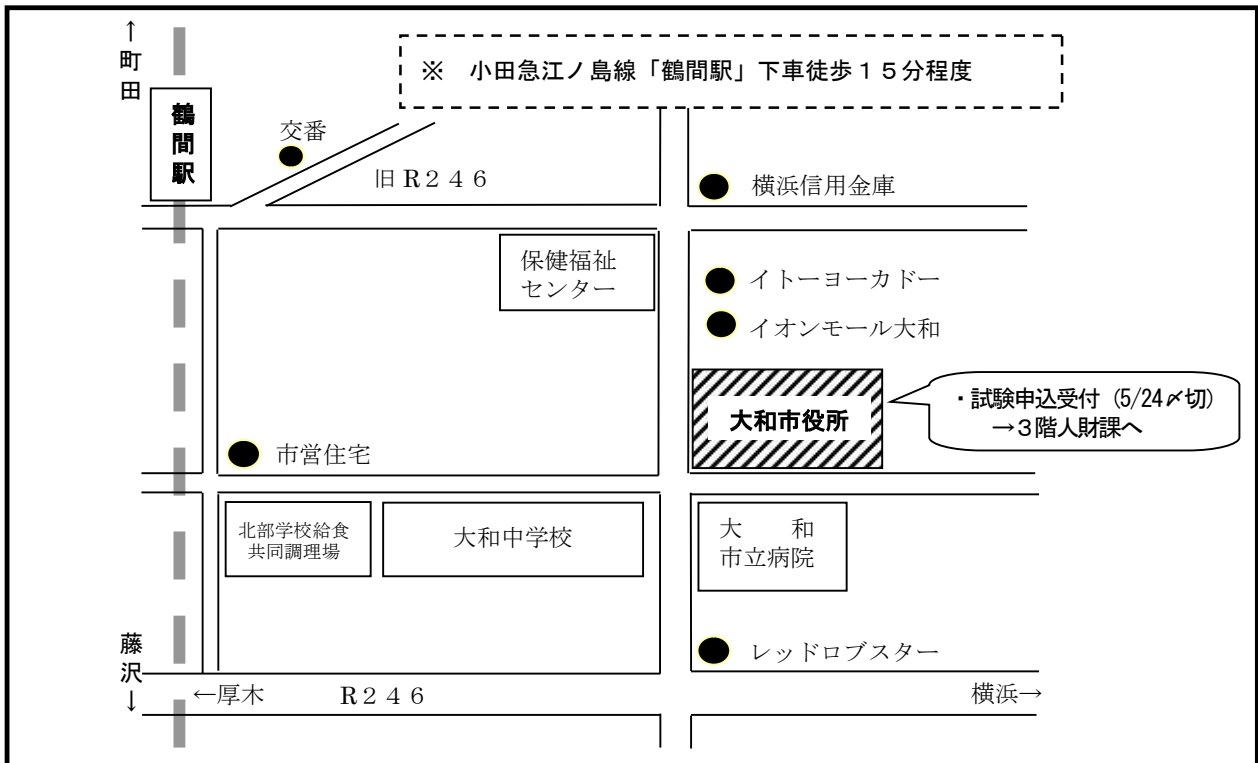 ↑
町
田
※　小田急江ノ島線「鶴間駅」下車徒歩１５分程度
鶴
間
駅
交番
旧Ｒ２４６
横浜信用金庫
保健福祉
センター
イトーヨーカドー
イオンモール大和
大和市役所
・試験申込受付（5/24〆切）
→３階人財課へ
市営住宅
北部学校給食
共同調理場
大和中学校
大　　和
市立病院
レッドロブスター
藤
沢
↓
←厚木
Ｒ２４６
横浜→